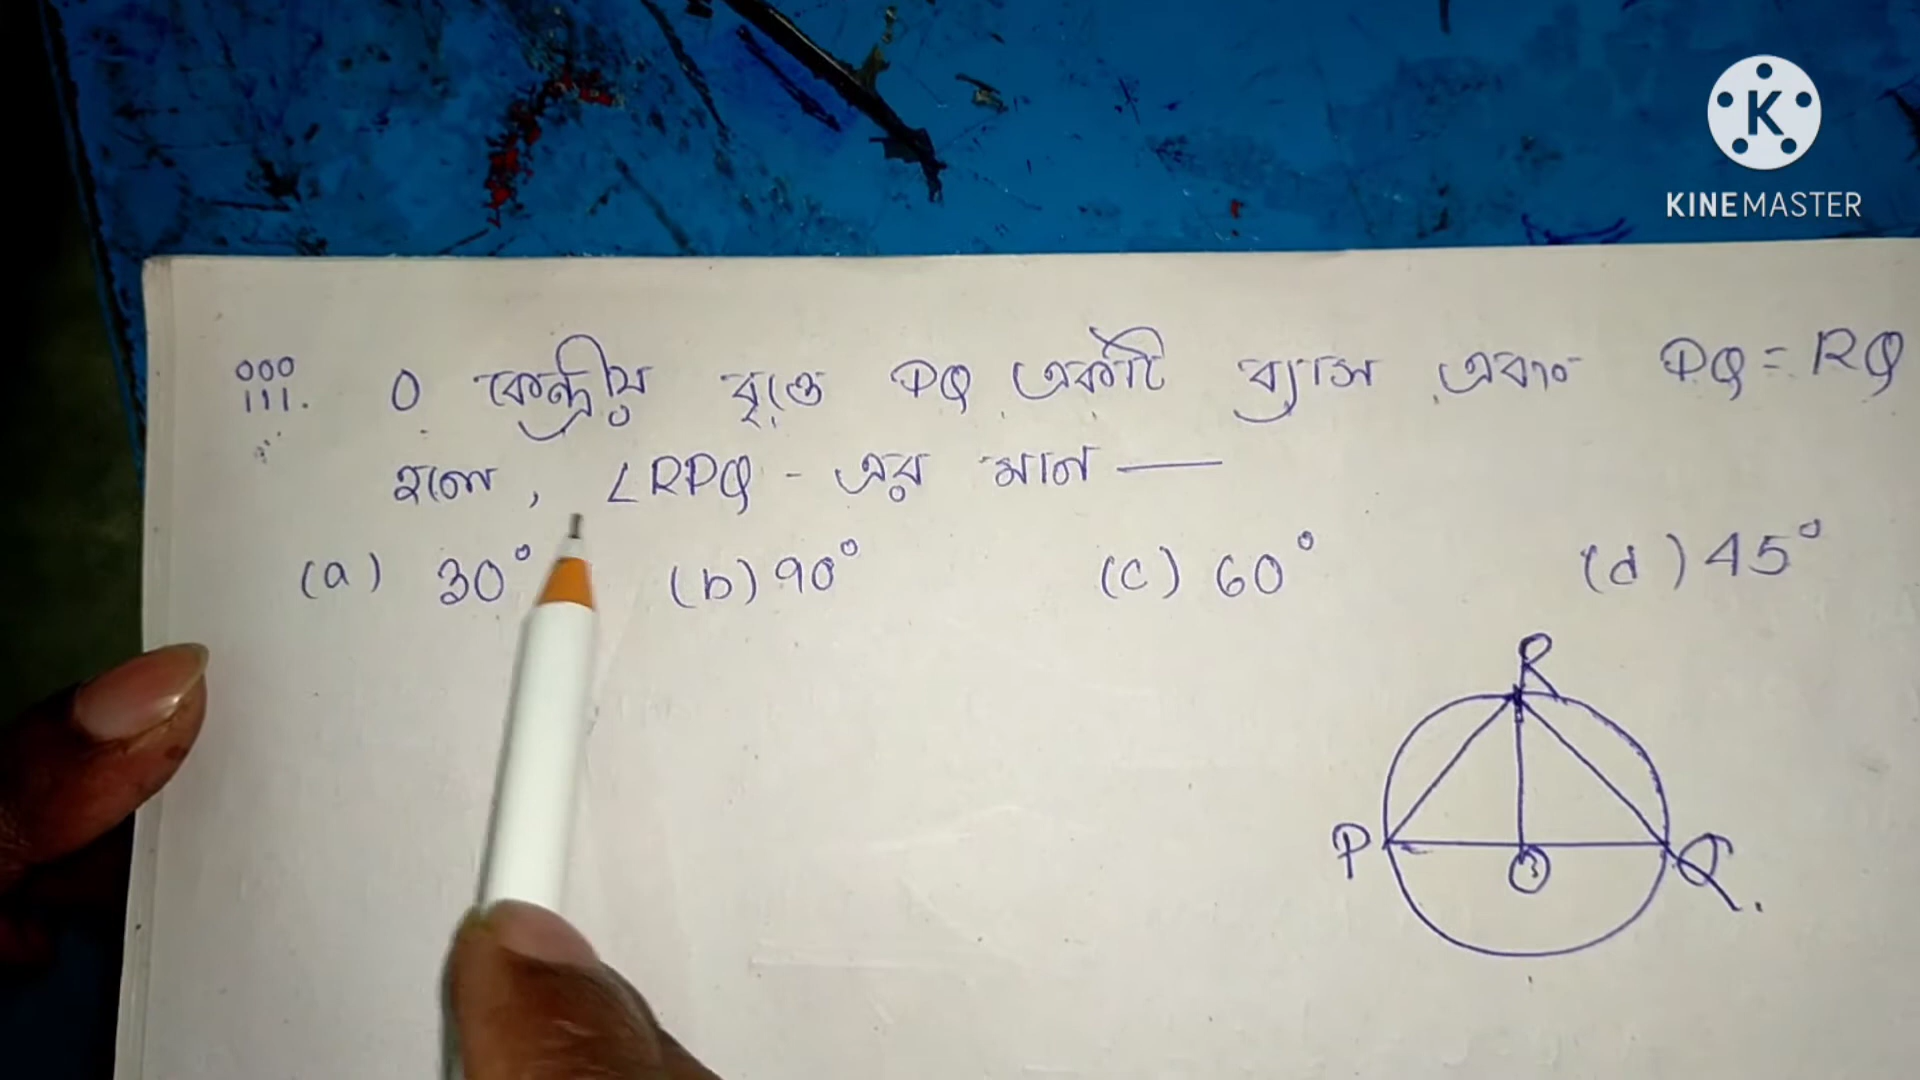 KINEMASTER
iii. O কেন্দ্রীয় বৃত্তে PQ একটি ব্যাস এবং PQ = RQ
হলে, ∠RPQ - এর মান —
(a) 30° (b) 90° (c) 60° (d) 45°
R
P
O
Q.